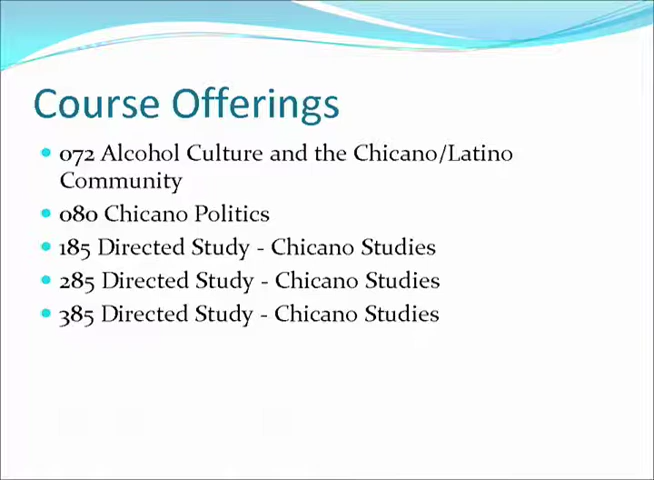 Course Offerings
072 Alcohol Culture and the Chicano/Latino
Community
080 Chicano Politics
185 Directed Study - Chicano Studies
285 Directed Study - Chicano Studies
385 Directed Study - Chicano Studies